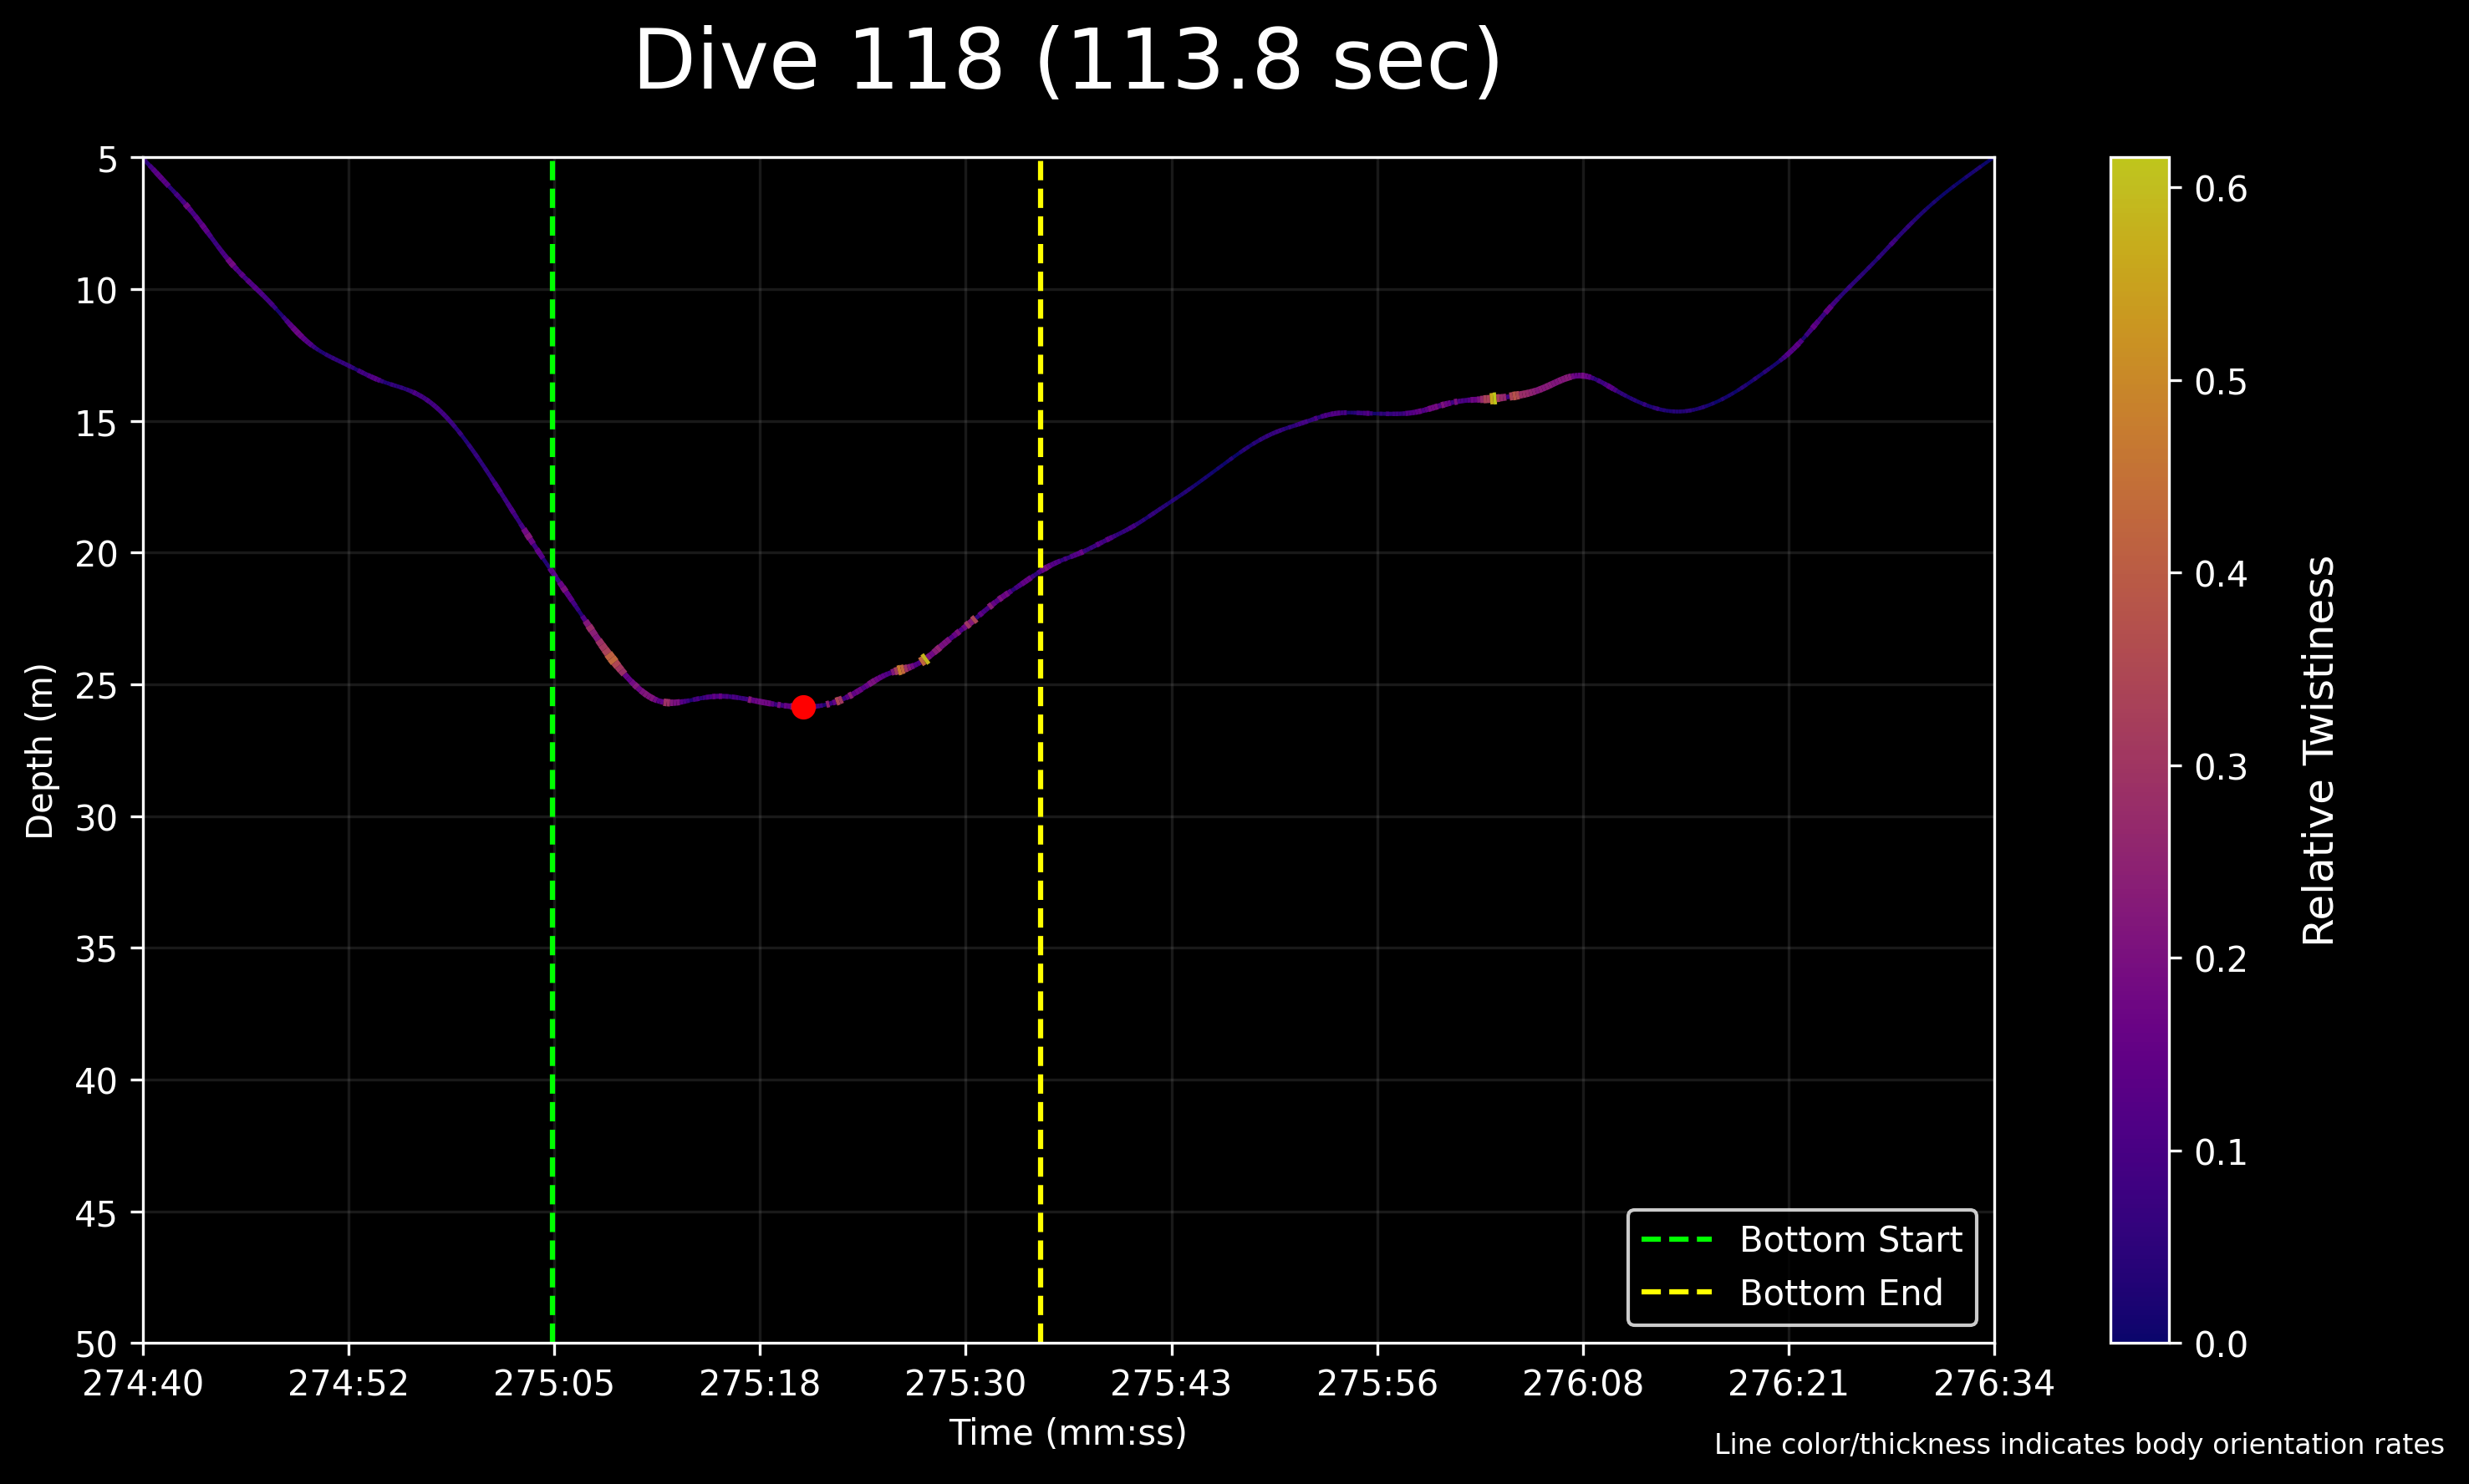 Dive 118 (113.8 sec)
5
10
15
20
25
30
35
40
45
50
Depth (m)
274:40 274:52 275:05 275:18 275:30 275:43 275:56 276:08 276:21 276:34
Time (mm:ss)
Bottom Start
Bottom End
0.6
0.5
0.4
0.3
0.2
0.1
0.0
Relative Twistiness
Line color/thickness indicates body orientation rates